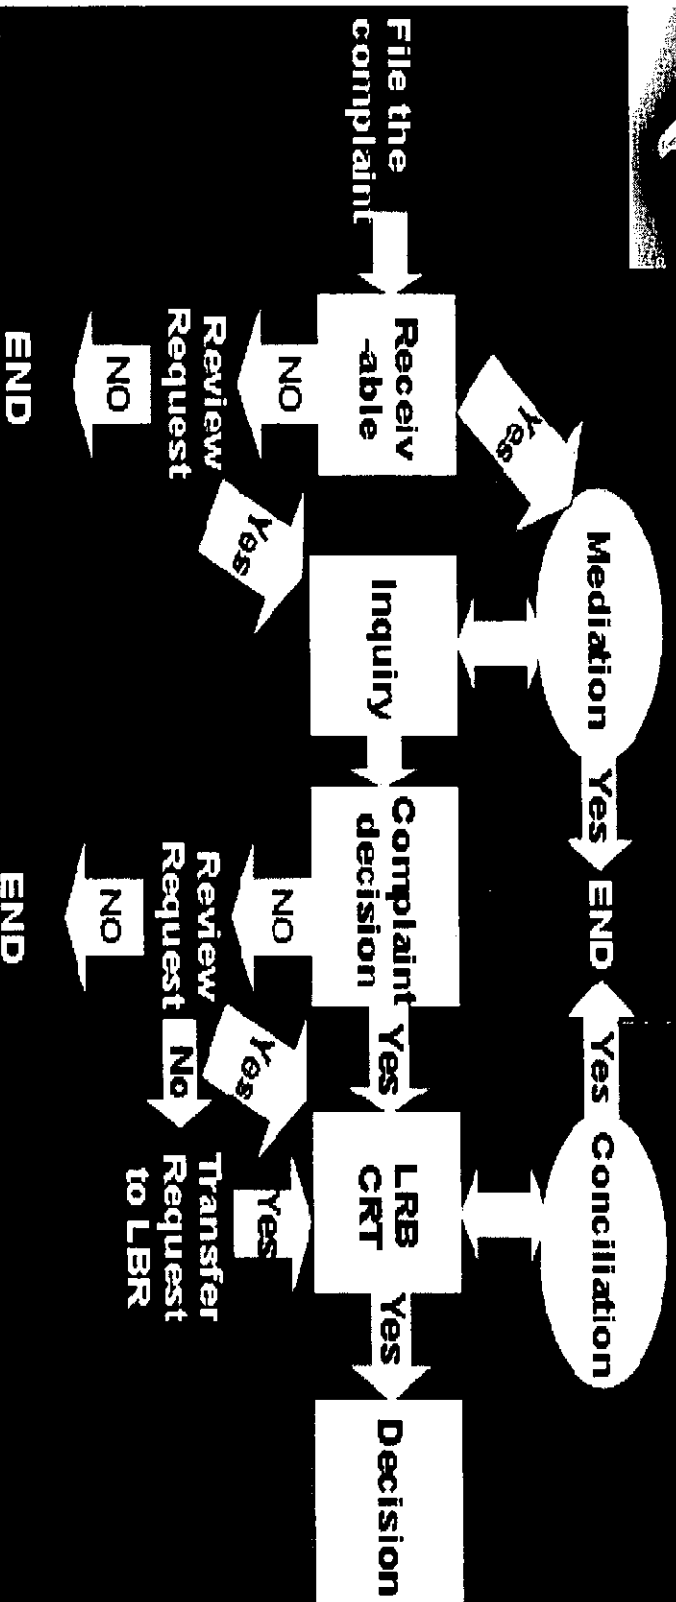 Mediation
Yes
END
Yes
Conciliation
Yes
File the
complaint
Receiv
-able
Inquiry
Complaint
decision
Yes
LRB
CRT
Yes
Decision
NO
Yes
NO
Yes
Yes
Review
Request
Review
Request
No
Transfer
Request
to LBR
NO
NO
END
END